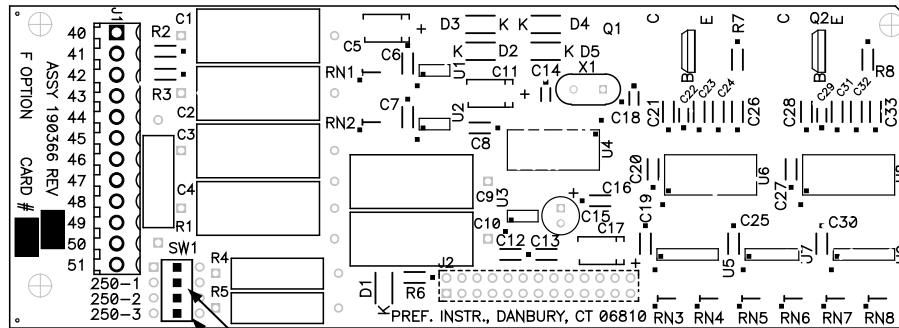 J1
40
41
42
43
44
45
46
47
48
49
50
51
ASSY 190366 REV
F OPTION CARD #
R2
R3
C1
C2
C3
C4
R1
SW1
250-1
250-2
250-3
R4
R5
C5
C6
RN1
RN2
C7
U1
U2
C11
C8
D3 K
K D2
D4
K D5
C14
X1
Q1
C18
U4
C9
C10
U3
C16
C15
C17
C12
C13
J2
D1
K
R6
PREF. INSTR., DANBURY, CT 06810
C E
B
R7
C21
C22
C23
C24
C26
C20
U6
C19
U5
C25
C Q2 E
B
R8
C28
C29
C31
C32
C33
C27
C30
U7
RN3 RN4 RN5 RN6 RN7 RN8